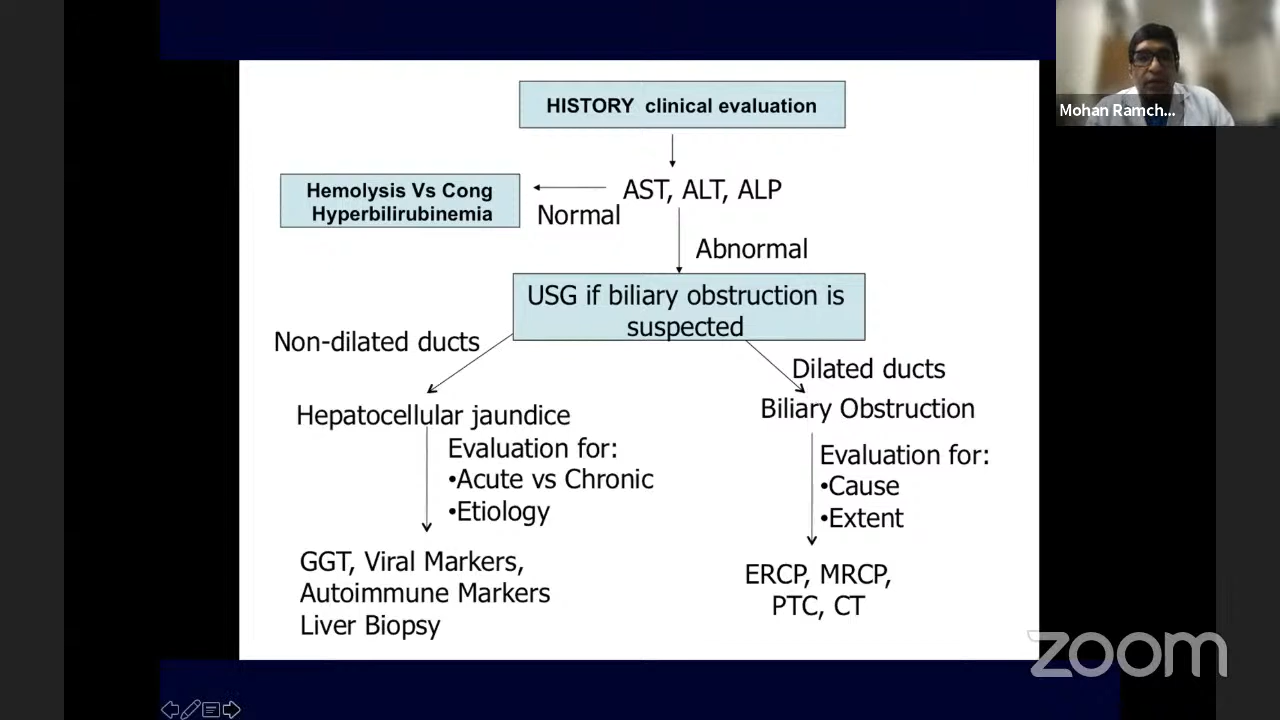 HISTORY clinical evaluation
AST, ALT, ALP
Hemolysis Vs Cong
Hyperbilirubinemia
Normal
Abnormal
USG if biliary obstruction is
suspected
Non-dilated ducts
Hepatocellular jaundice
Evaluation for:
•Acute vs Chronic
•Etiology
GGT, Viral Markers,
Autoimmune Markers
Liver Biopsy
Dilated ducts
Biliary Obstruction
Evaluation for:
•Cause
•Extent
ERCP, MRCP,
PTC, CT
Mohan Ramch...
zoom